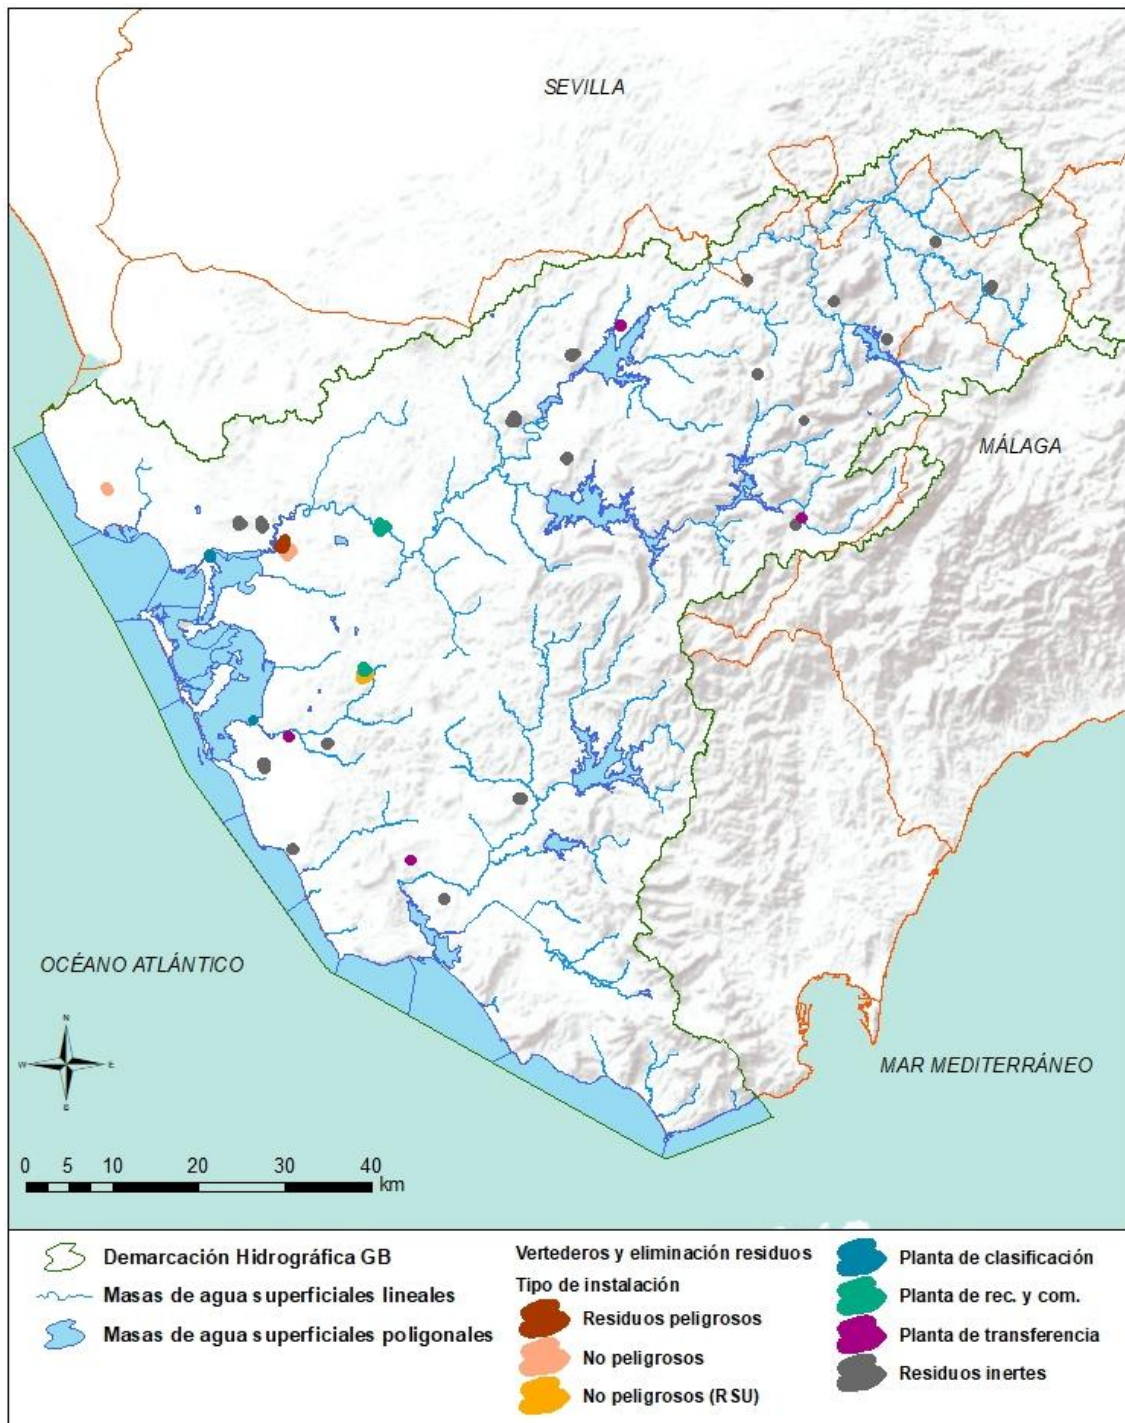 SEVILLA
MÁLAGA
OCÉANO ATLÁNTICO
MAR MEDITERRÁNEO
N
W E
S
0 5 10 20 30 40
km
Demarcación Hidrográfica GB
Masas de agua superficiales lineales
Masas de agua superficiales poligonales
Vertederos y eliminación residuos
Tipo de instalación
Residuos peligrosos
No peligrosos
No peligrosos (RSU)
Planta de clasificación
Planta de rec. y com.
Planta de transferencia
Residuos inertes